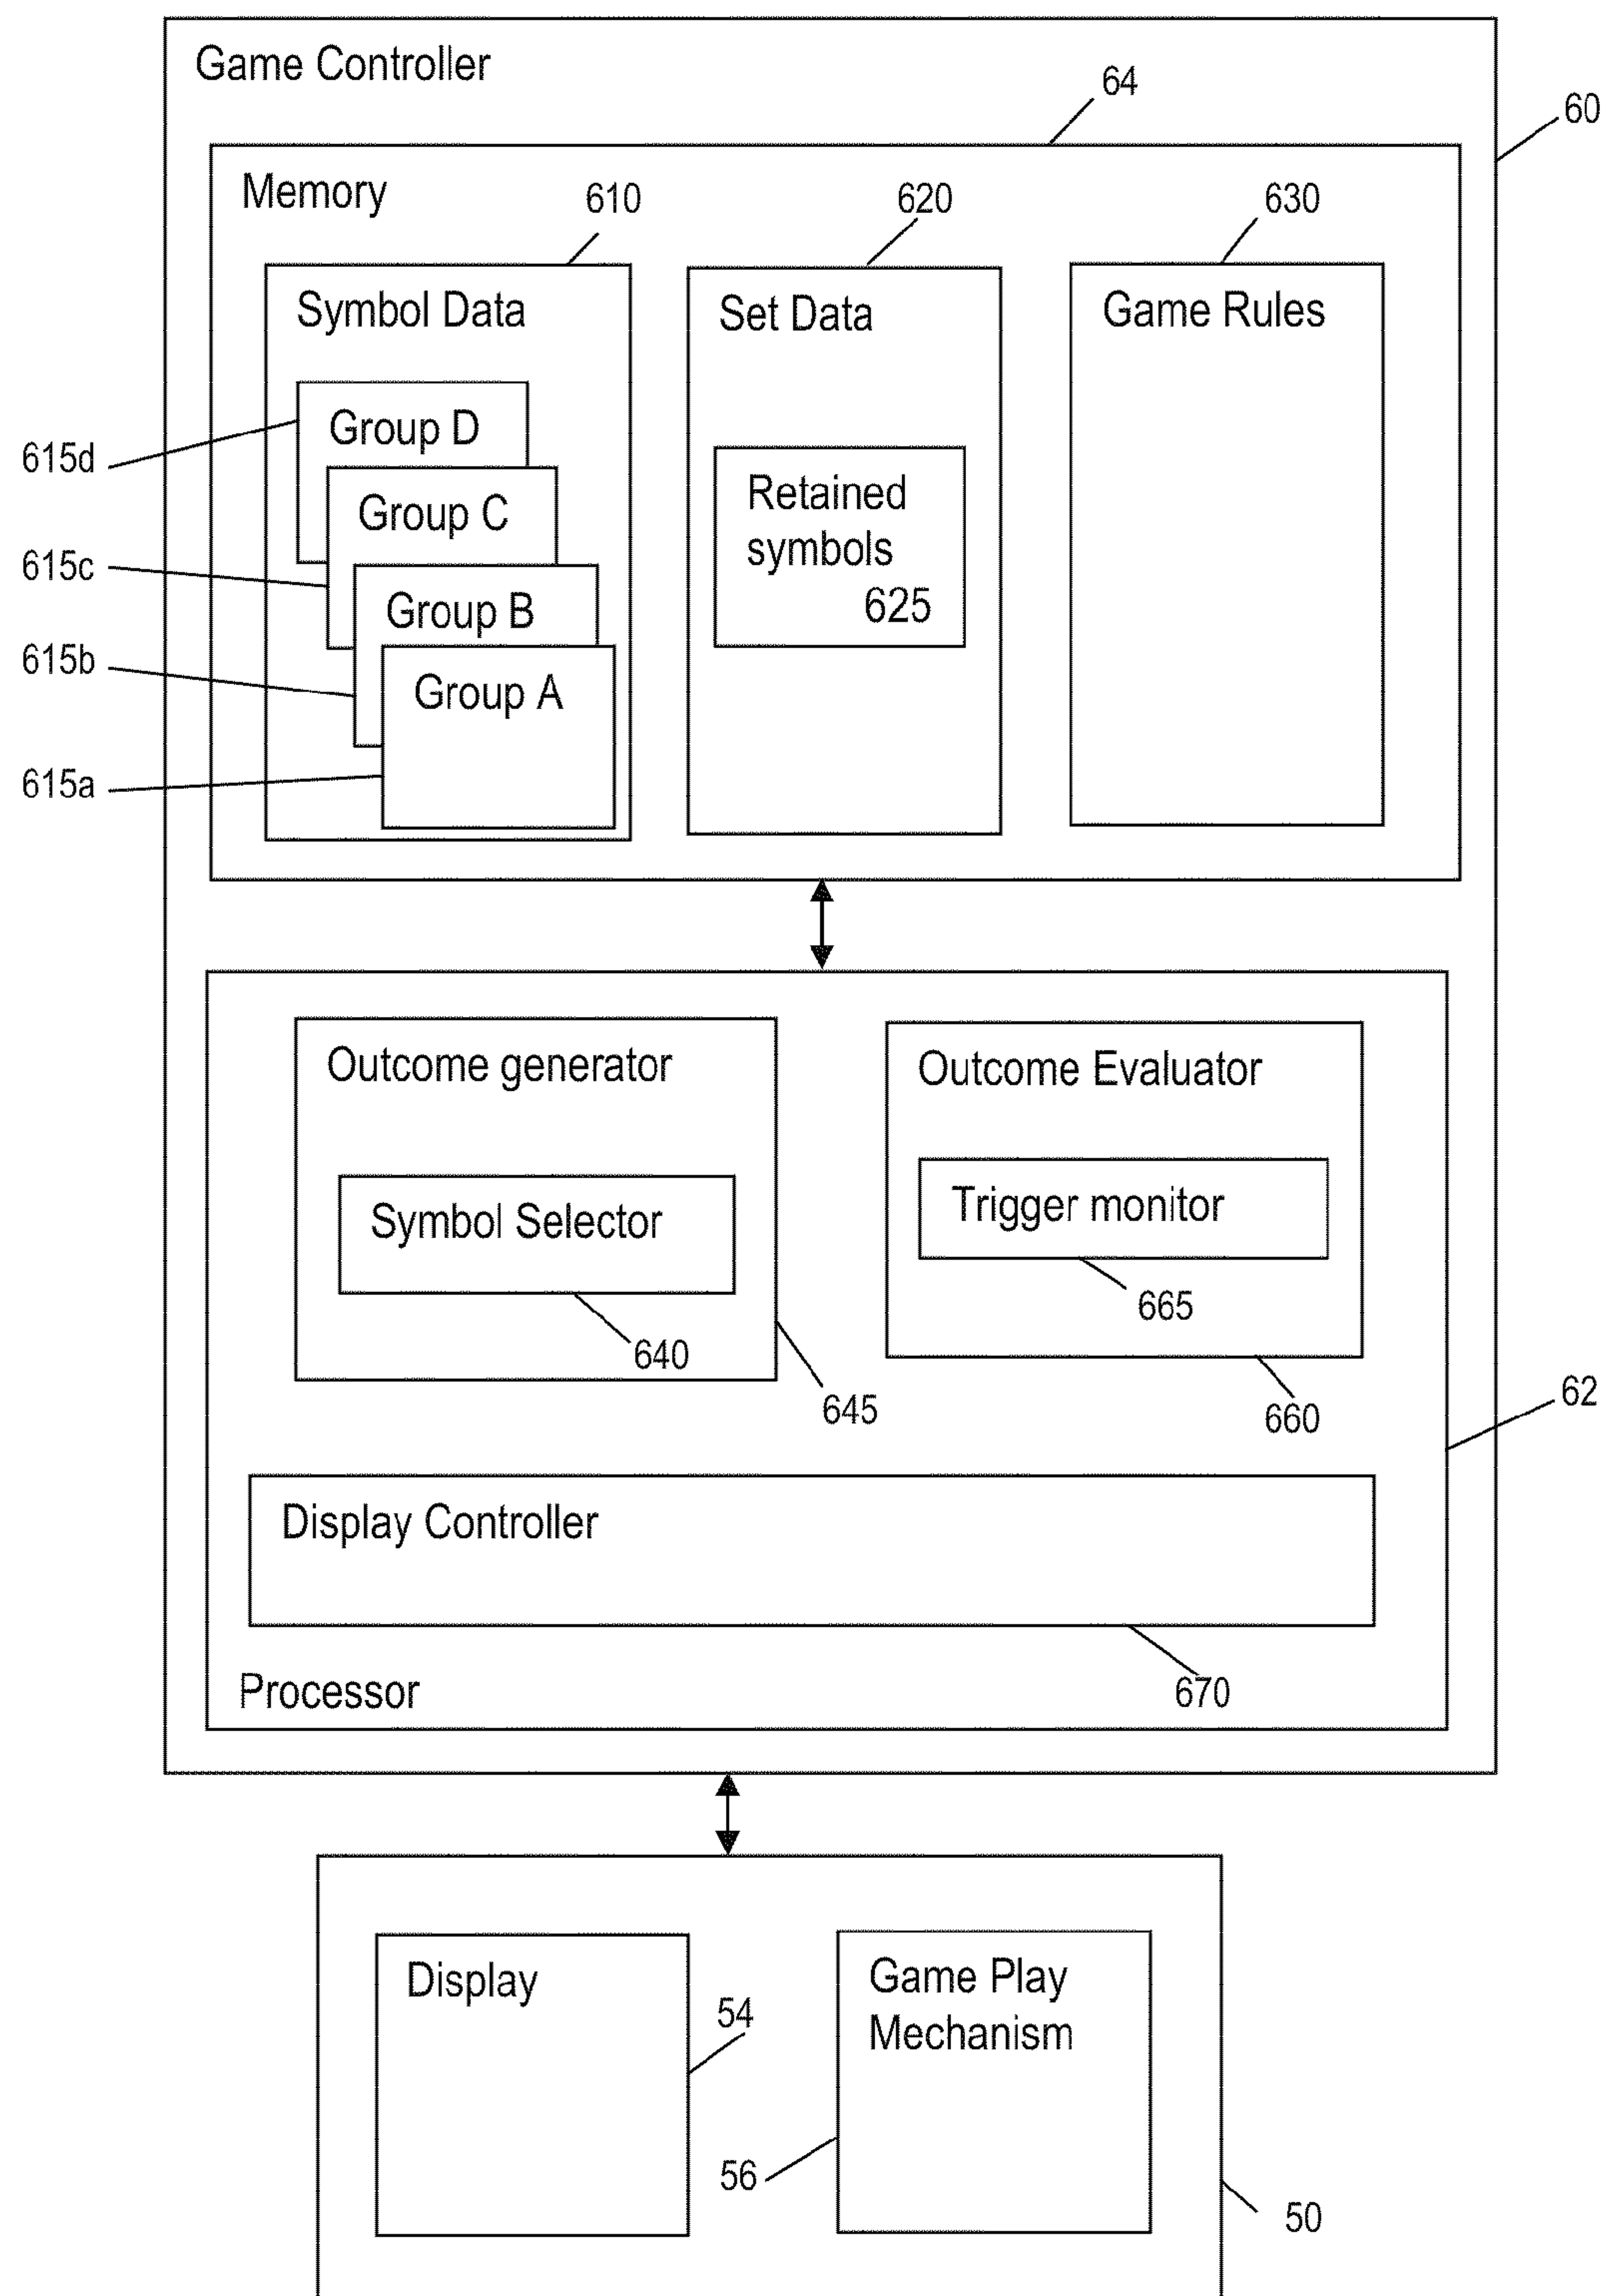 Game Controller
64
60
Memory
610
620
630
Symbol Data
Set Data
Game Rules
Group D
615d
Group C
615c
Group B
615b
Group A
615a
Retained
symbols
625
Outcome generator
Outcome Evaluator
Symbol Selector
Trigger monitor
640
665
645
660
62
Display Controller
Processor
670
Display
Game Play
Mechanism
54
56
50